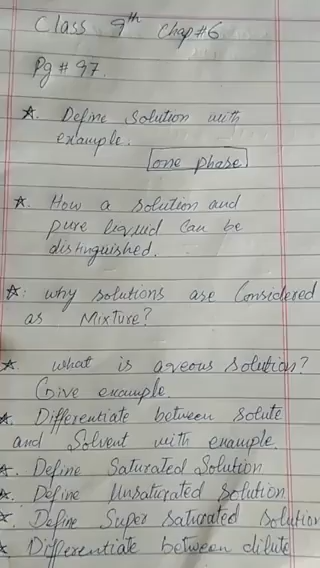 Class 9th Chap #6
Pg # 97.
☆. Define solution with
example.
one phase
☆. How a solution and
pure liquid can be
distinguished.
☆. why solutions are Considered
as Mixture?
☆. what is aqeous solution?
Give example.
☆. Differentiate between solute
and Solvent with example.
☆. Define Saturated Solution
☆. Define Unsaturated solution
☆. Define Super saturated solution
☆ Differentiate between dilute